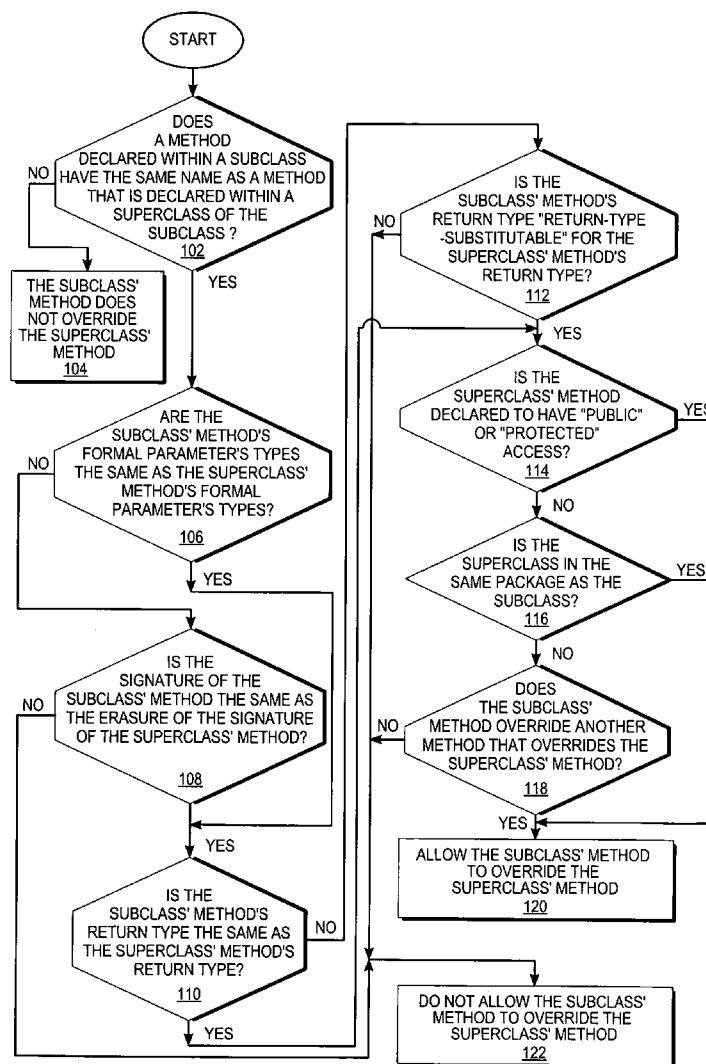 START
DOES
A METHOD
DECLARED WITHIN A SUBCLASS
HAVE THE SAME NAME AS A METHOD
THAT IS DECLARED WITHIN A
SUPERCLASS OF THE
SUBCLASS ?
102
NO
YES
THE SUBCLASS'
METHOD DOES
NOT OVERRIDE
THE SUPERCLASS'
METHOD
104
ARE THE
SUBCLASS' METHOD'S
FORMAL PARAMETER'S TYPES
THE SAME AS THE SUPERCLASS'
METHOD'S FORMAL
PARAMETER'S TYPES?
106
NO
YES
IS THE
SIGNATURE OF THE
SUBCLASS' METHOD THE SAME AS
THE ERASURE OF THE SIGNATURE
OF THE SUPERCLASS' METHOD?
108
NO
YES
IS THE
SUBCLASS' METHOD'S
RETURN TYPE THE SAME AS
THE SUPERCLASS' METHOD'S
RETURN TYPE?
110
NO
YES
IS THE
SUBCLASS' METHOD'S
RETURN TYPE "RETURN-TYPE
-SUBSTITUTABLE" FOR THE
SUPERCLASS' METHOD'S
RETURN TYPE?
112
NO
YES
IS THE
SUPERCLASS' METHOD
DECLARED TO HAVE "PUBLIC"
OR "PROTECTED"
ACCESS?
114
YES
NO
IS THE
SUPERCLASS IN THE
SAME PACKAGE AS THE
SUBCLASS?
116
YES
NO
DOES
THE SUBCLASS'
METHOD OVERRIDE ANOTHER
METHOD THAT OVERRIDES THE
SUPERCLASS' METHOD?
118
NO
YES
ALLOW THE SUBCLASS' METHOD
TO OVERRIDE THE
SUPERCLASS' METHOD
120
DO NOT ALLOW THE SUBCLASS'
METHOD TO OVERRIDE THE
SUPERCLASS' METHOD
122